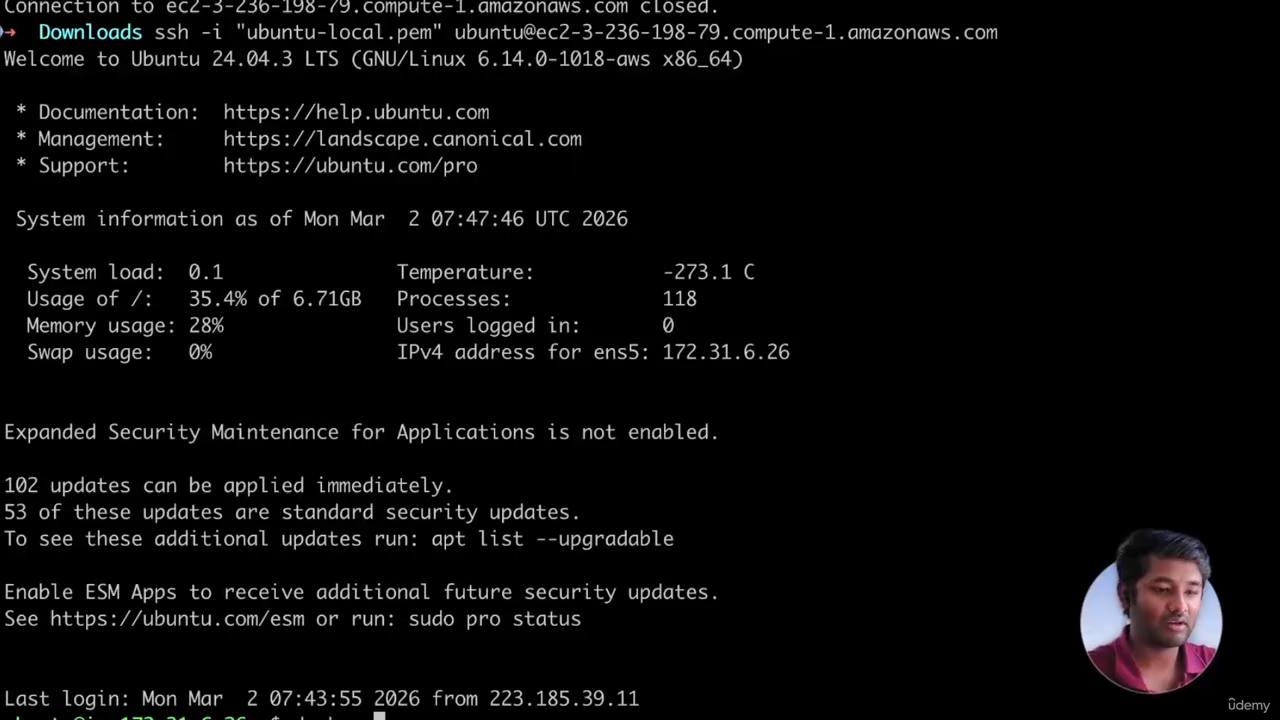 Connection to ec2-3-236-198-79.compute-1.amazonaws.com closed.
→ Downloads ssh -i "ubuntu-local.pem" ubuntu@ec2-3-236-198-79.compute-1.amazonaws.com
Welcome to Ubuntu 24.04.3 LTS (GNU/Linux 6.14.0-1018-aws x86_64)
* Documentation: https://help.ubuntu.com
* Management: https://landscape.canonical.com
* Support: https://ubuntu.com/pro
System information as of Mon Mar 2 07:47:46 UTC 2026
System load: 0.1 Temperature: -273.1 C
Usage of /: 35.4% of 6.71GB Processes: 118
Memory usage: 28% Users logged in: 0
Swap usage: 0% IPv4 address for ens5: 172.31.6.26
Expanded Security Maintenance for Applications is not enabled.
102 updates can be applied immediately.
53 of these updates are standard security updates.
To see these additional updates run: apt list --upgradable
Enable ESM Apps to receive additional future security updates.
See https://ubuntu.com/esm or run: sudo pro status
Last login: Mon Mar 2 07:43:55 2026 from 223.185.39.11
ûdemy